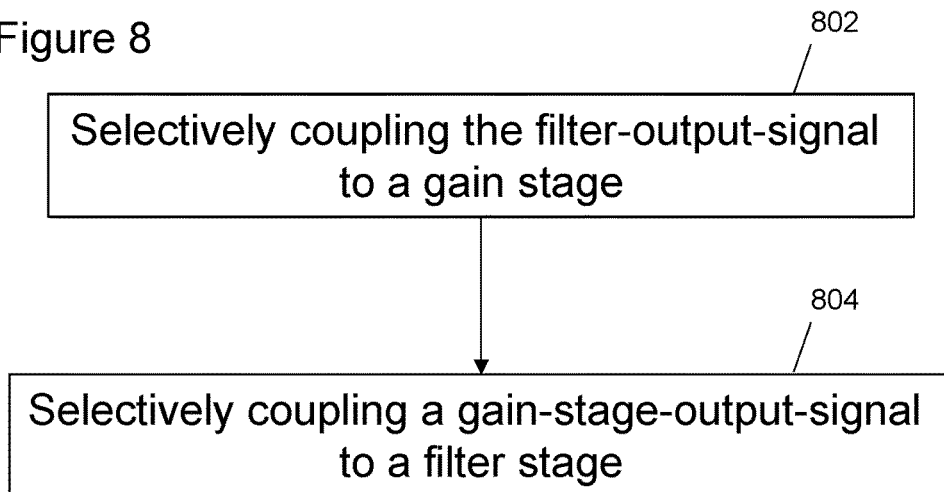 Figure 8
802
Selectively coupling the filter-output-signal
to a gain stage
804
Selectively coupling a gain-stage-output-signal
to a filter stage